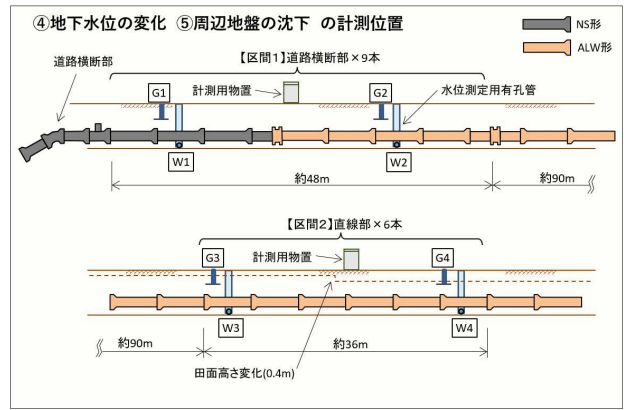 ④地下水位の変化 ⑤周辺地盤の沈下 の計測位置
NS形
ALW形
【区間1】道路横断部×9本
道路横断部
G1
計測用物置
G2
水位測定用有孔管
W1
W2
約48m
約90m
【区間2】直線部×6本
計測用物置
G3
G4
W3
W4
約90m
約36m
田面高さ変化(0.4m)